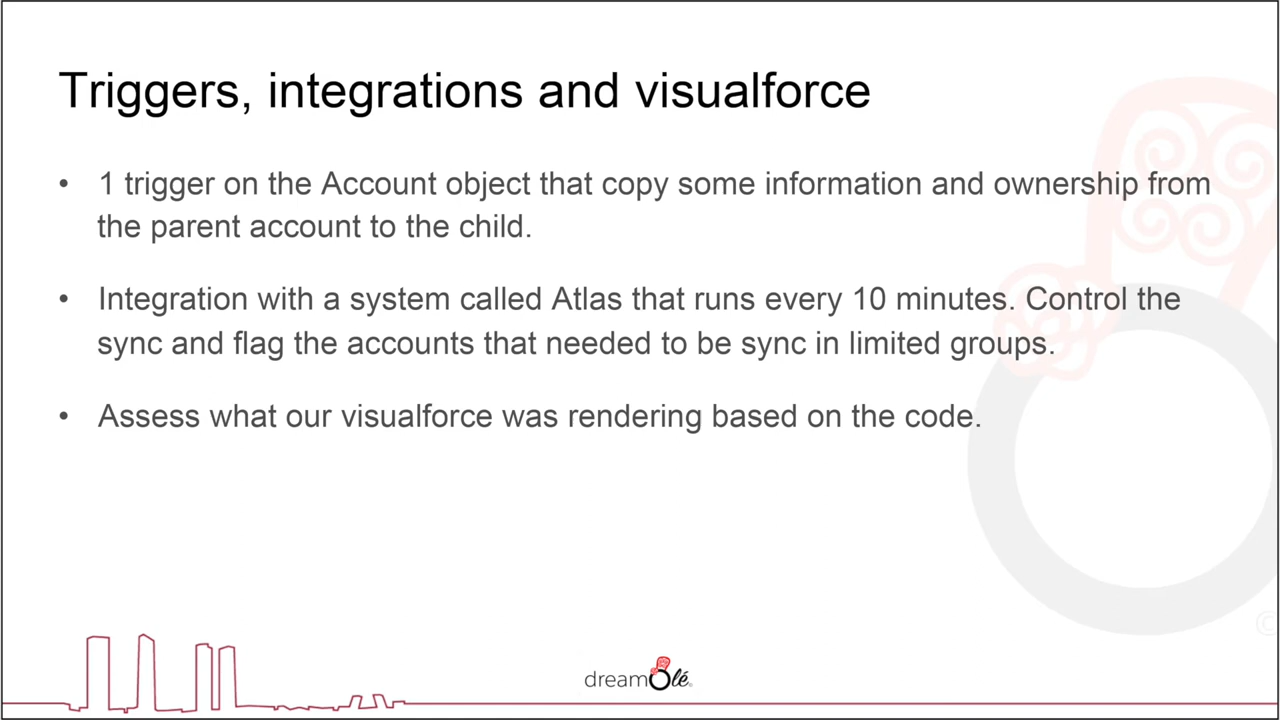 Triggers, integrations and visualforce
• 1 trigger on the Account object that copy some information and ownership from
the parent account to the child.
• Integration with a system called Atlas that runs every 10 minutes. Control the
sync and flag the accounts that needed to be sync in limited groups.
• Assess what our visualforce was rendering based on the code.
©
dreamOlé